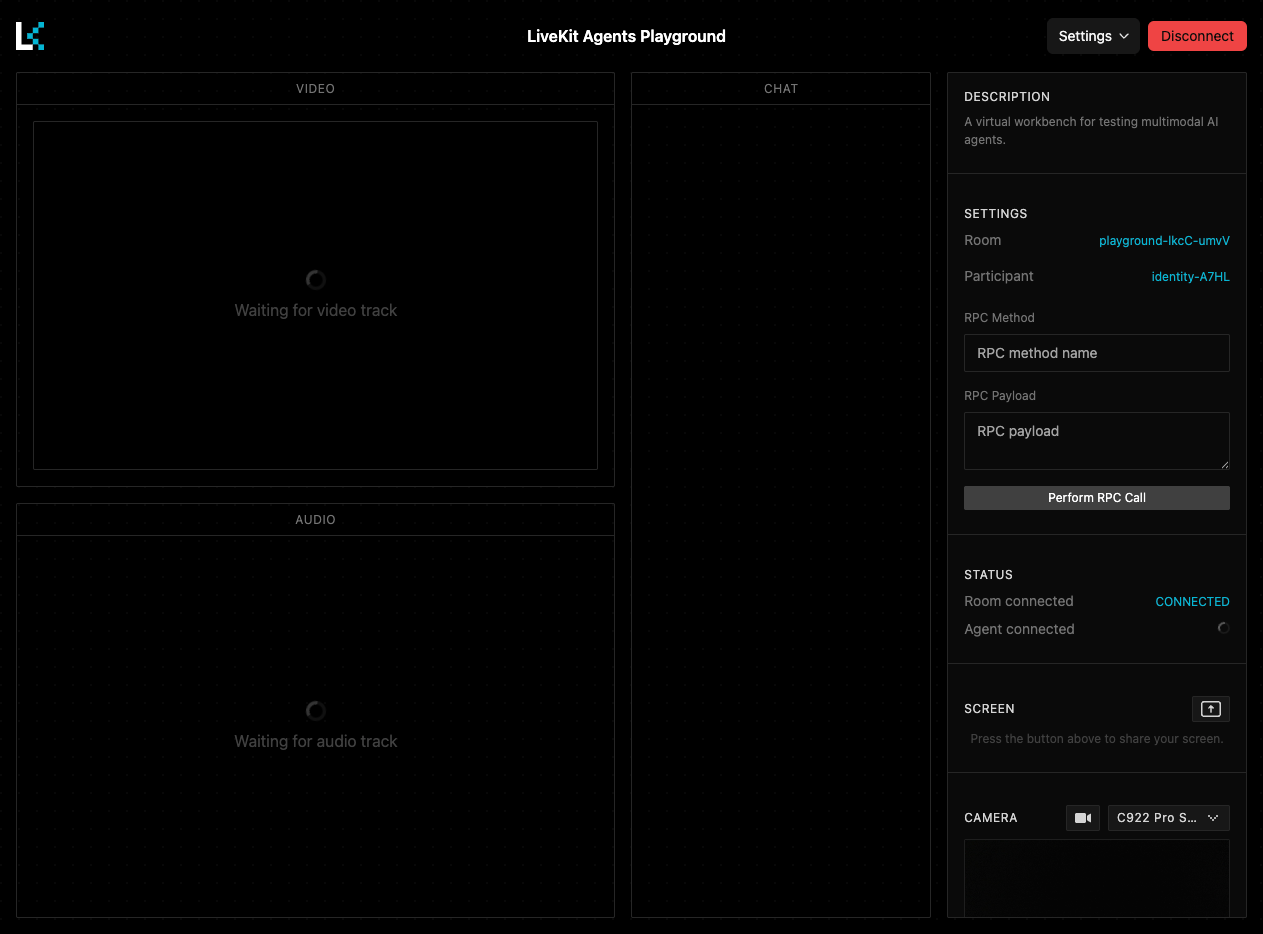 LiveKit Agents Playground
Settings
Disconnect
VIDEO
Waiting for video track
AUDIO
Waiting for audio track
CHAT
DESCRIPTION
A virtual workbench for testing multimodal AI
agents.
SETTINGS
Room playground-IkcC-umvV
Participant identity-A7HL
RPC Method
RPC method name
RPC Payload
RPC payload
Perform RPC Call
STATUS
Room connected CONNECTED
Agent connected
SCREEN
Press the button above to share your screen.
CAMERA C922 Pro S...